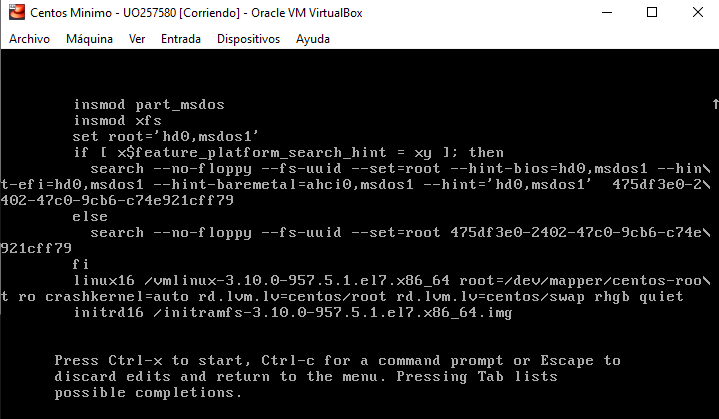 Centos Minimo - UO257580 [Corriendo] - Oracle VM VirtualBox
Archivo Máquina Ver Entrada Dispositivos Ayuda
insmod part_msdos ↑
insmod xfs
set root='hd0,msdos1'
if [ x$feature_platform_search_hint = xy ]; then
search --no-floppy --fs-uuid --set=root --hint-bios=hd0,msdos1 --hin\
t-efi=hd0,msdos1 --hint-baremetal=ahci0,msdos1 --hint='hd0,msdos1'  475df3e0-2\
402-47c0-9cb6-c74e921cff79
else
search --no-floppy --fs-uuid --set=root 475df3e0-2402-47c0-9cb6-c74e\
921cff79
fi
linux16 /vmlinux-3.10.0-957.5.1.el7.x86_64 root=/dev/mapper/centos-roo\
t ro crashkernel=auto rd.lvm.lv=centos/root rd.lvm.lv=centos/swap rhgb quiet
initrd16 /initramfs-3.10.0-957.5.1.el7.x86_64.img
Press Ctrl-x to start, Ctrl-c for a command prompt or Escape to
discard edits and return to the menu. Pressing Tab lists
possible completions.